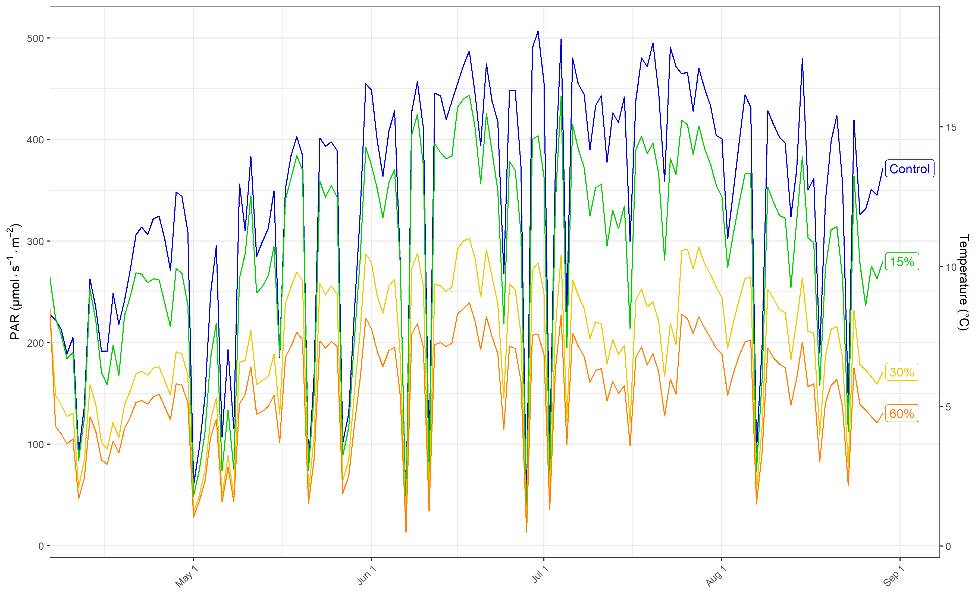 500
400
300
200
100
0
PAR (μmol s⁻¹ · m⁻²)
15
10
5
0
Temperature (°C)
Control
15%
30%
60%
May 1
Jun 1
Jul 1
Aug 1
Sep 1